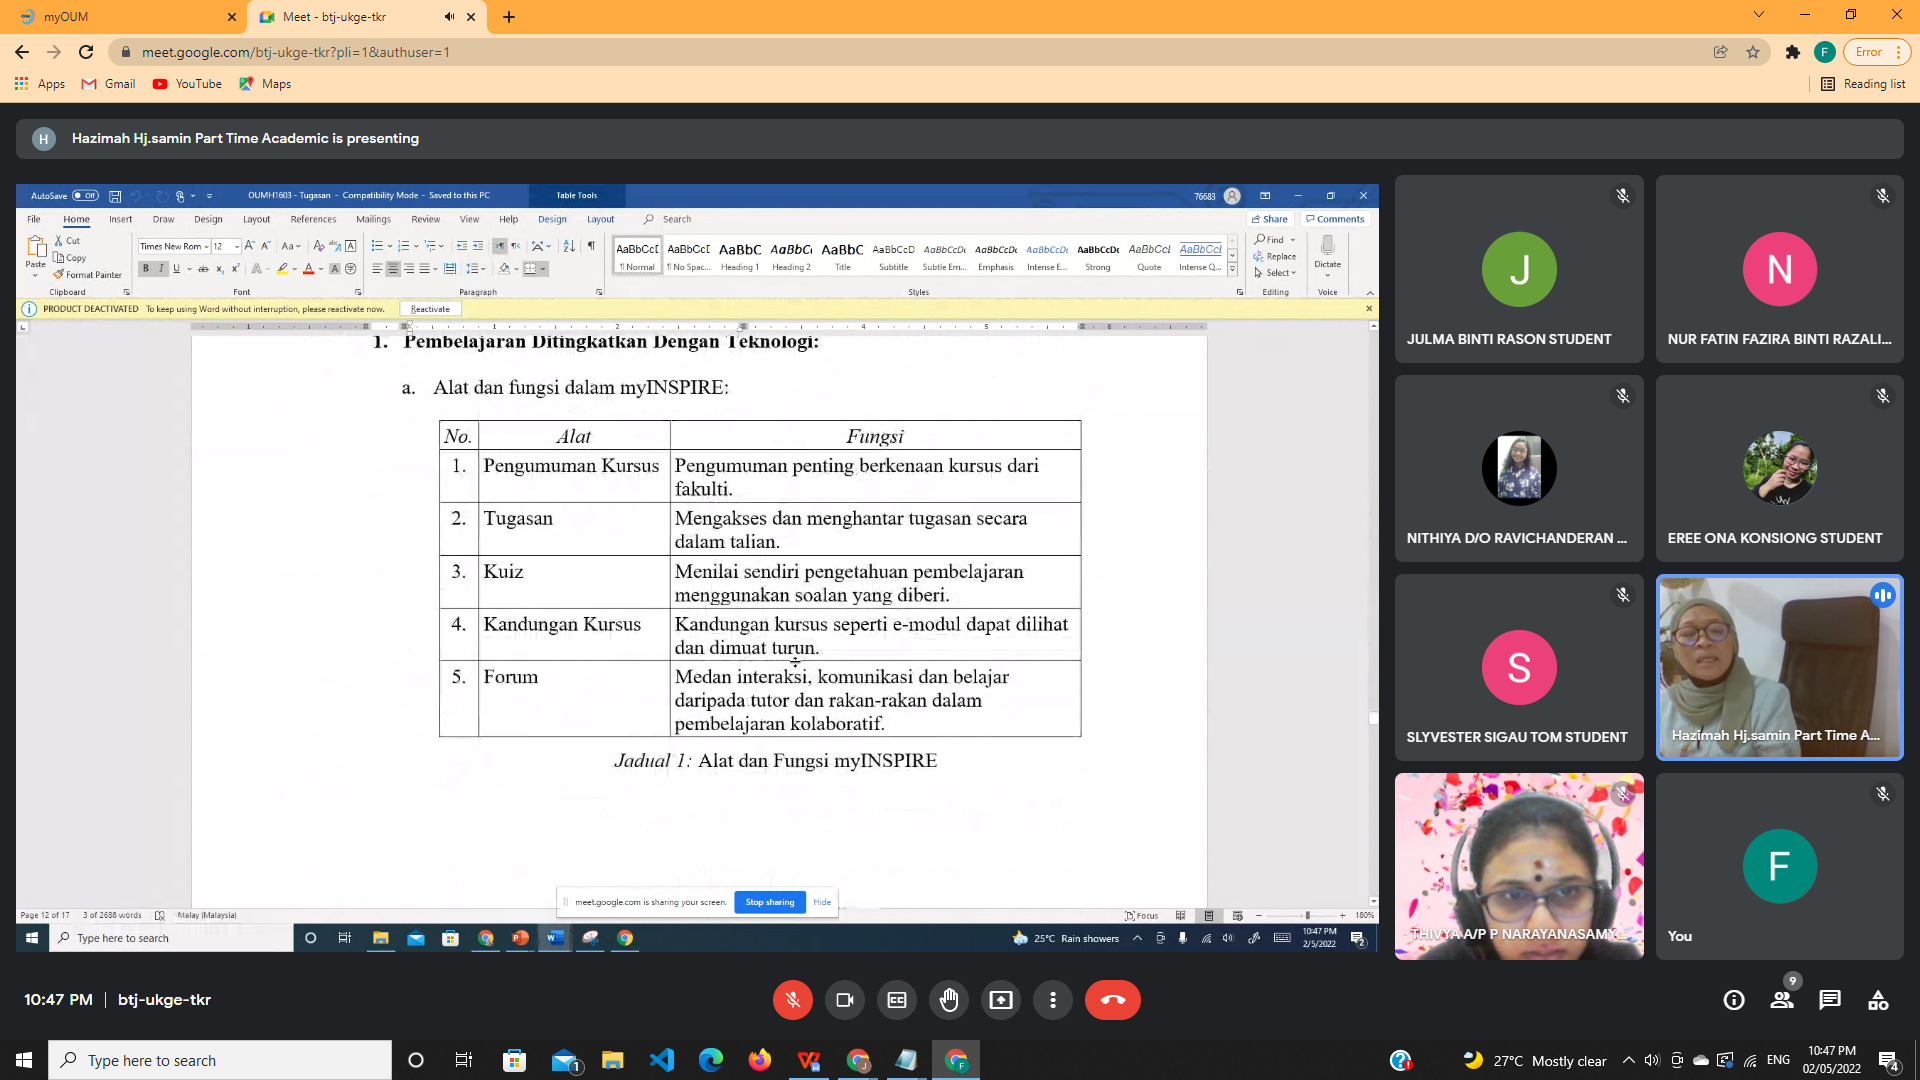 myOUM
Meet - btj-ukge-tkr
meet.google.com/btj-ukge-tkr?pli=1&authuser=1
Error
Apps Gmail YouTube Maps
Reading list
H Hazimah Hj.samin Part Time Academic is presenting
AutoSave Off OUMH1603 - Tugasan - Compatibility Mode - Saved to this PC Table Tools 76683
File Home Insert Draw Design Layout References Mailings Review View Help Design Layout Search Share Comments
Paste Cut Copy Format Painter
Times New Rom 12
AaBbCcD AaBbCcD AaBbC AaBbCc AaBbC AaBbCcD AaBbCcDc AaBbCcDc AaBbCcDc AaBbCcDc AaBbCcL AaBbCcL
¶ Normal ¶ No Spac... Heading 1 Heading 2 Title Subtitle Subtle Em... Emphasis Intense E... Strong Quote Intense Q...
Find Replace Select Dictate
Clipboard Font Paragraph Styles Editing Voice
PRODUCT DEACTIVATED To keep using Word without interruption, please reactivate now. Reactivate
1. Pembelajaran Ditingkatkan Dengan Teknologi:
a. Alat dan fungsi dalam myINSPIRE:
No. Alat Fungsi
1. Pengumuman Kursus Pengumuman penting berkenaan kursus dari
fakulti.
2. Tugasan Mengakses dan menghantar tugasan secara
dalam talian.
3. Kuiz Menilai sendiri pengetahuan pembelajaran
menggunakan soalan yang diberi.
4. Kandungan Kursus Kandungan kursus seperti e-modul dapat dilihat
dan dimuat turun.
5. Forum Medan interaksi, komunikasi dan belajar
daripada tutor dan rakan-rakan dalam
pembelajaran kolaboratif.
Jadual 1: Alat dan Fungsi myINSPIRE
meet.google.com is sharing your screen. Stop sharing Hide
Page 12 of 17 3 of 2688 words Malay (Malaysia) Focus 180%
Type here to search 25°C Rain showers 10:47 PM
2/5/2022
J
JULMA BINTI RASON STUDENT
N
NUR FATIN FAZIRA BINTI RAZALI...
NITHIYA D/O RAVICHANDERAN ...
EREE ONA KONSIONG STUDENT
S
SLYVESTER SIGAU TOM STUDENT
Hazimah Hj.samin Part Time A...
THIVYA A/P P NARAYANASAMY
F
You
10:47 PM btj-ukge-tkr
9
Type here to search
27°C Mostly clear ENG 10:47 PM
02/05/2022
4